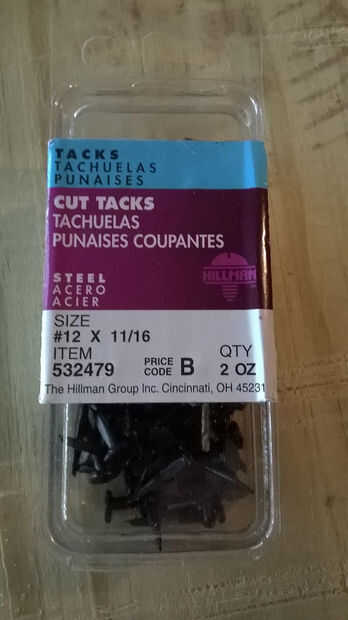 TACKS
TACHUELAS
PUNAISES
CUT TACKS
TACHUELAS
PUNAISES COUPANTES
STEEL
ACERO
ACIER
HILLMAN
SIZE
#12 X 11/16
ITEM
532479
PRICE
CODE B
QTY
2 OZ
The Hillman Group Inc. Cincinnati, OH 45231